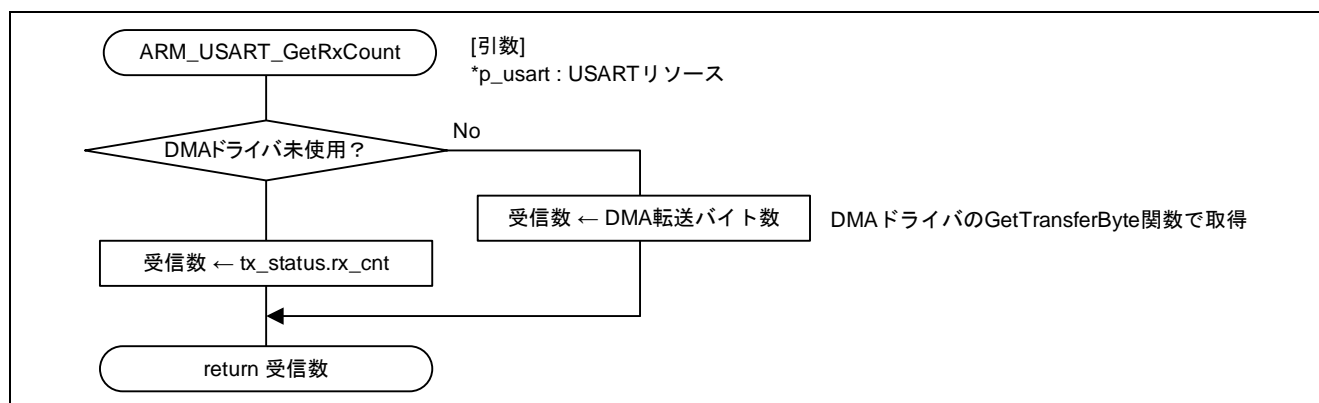 ARM_USART_GetRxCount
[引数]
*p_usart : USARTリソース
No
DMAドライバ未使用？
受信数 ← DMA転送バイト数
DMAドライバのGetTransferByte関数で取得
受信数 ← tx_status.rx_cnt
return 受信数